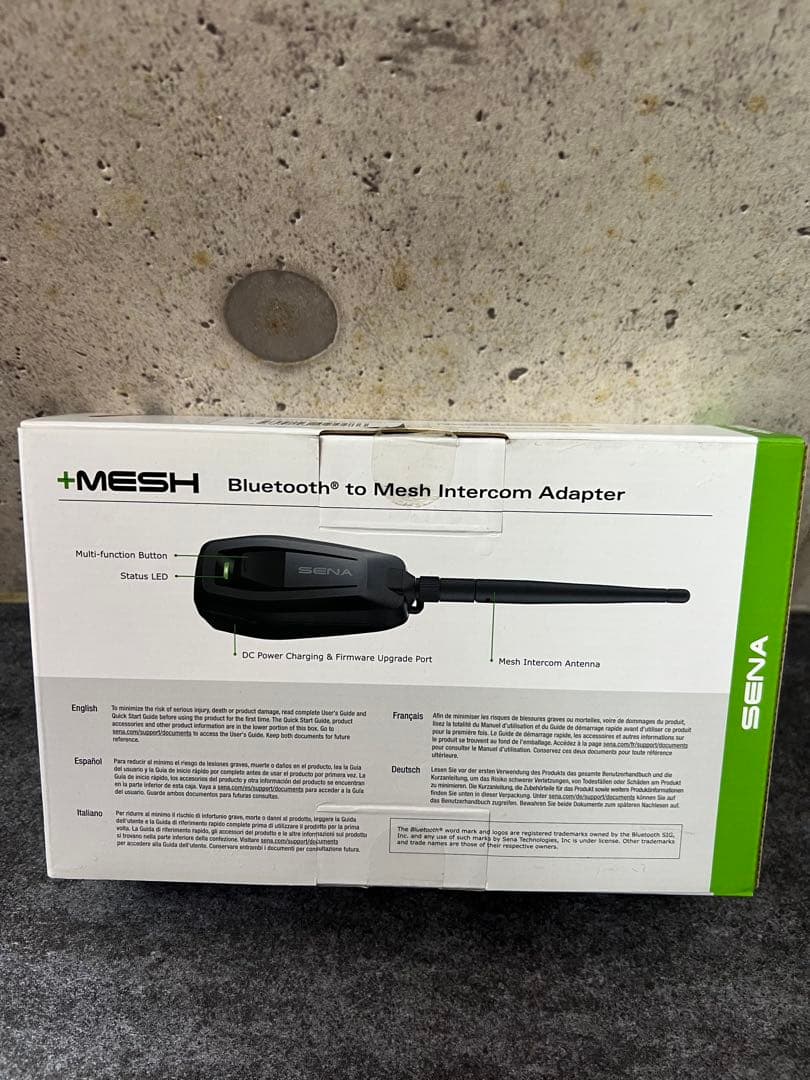 +MESH Bluetooth® to Mesh Intercom Adapter
Multi-function Button
Status LED
SENA
DC Power Charging & Firmware Upgrade Port
Mesh Intercom Antenna
SENA
English
To minimize the risk of serious injury, death or product damage, read complete User's Guide and
Quick Start Guide before using the product for the first time. The Quick Start Guide, product
accessories and other product information are in the lower portion of this box. Go to
sena.com/support/documents to access the User's Guide. Keep both documents for future
reference.
Español
Para reducir al mínimo el riesgo de lesiones graves, muerte o daños en el producto, lea la Guía
del usuario y la Guía de inicio rápido por completo antes de usar el producto por primera vez. La
Guía de inicio rápido, los accesorios del producto y otra información del producto se encuentran
en la parte inferior de esta caja. Vaya a sena.com/es/support/documents para acceder a la Guía
del usuario. Guarde ambos documentos para futuras consultas.
Italiano
Per ridurre al minimo il rischio di infortunio grave, morte o danni al prodotto, leggere la Guida
dell'utente e la Guida di riferimento rapido complete prima di utilizzare il prodotto per la prima
volta. La Guida di riferimento rapido, gli accessori del prodotto e le altre informazioni sul prodotto
si trovano nella parte inferiore della confezione. Visitare sena.com/support/documents
per accedere alla Guida dell'utente. Conservare entrambi i documenti per consultazione futura.
Français
Afin de minimiser les risques de blessures graves ou mortelles, voire de dommages du produit,
lisez la totalité du Manuel d'utilisation et du Guide de démarrage rapide avant d'utiliser ce produit
pour la première fois. Le Guide de démarrage rapide, les accessoires et autres informations sur
le produit se trouvent au fond de l'emballage. Accédez à la page sena.com/fr/support/documents
pour consulter le Manuel d'utilisation. Conservez ces deux documents pour toute référence
ultérieure.
Deutsch
Lesen Sie vor der ersten Verwendung des Produkts das gesamte Benutzerhandbuch und die
Kurzanleitung, um das Risiko schwerer Verletzungen, von Todesfällen oder Schäden am Produkt
zu minimieren. Die Kurzanleitung, die Zubehörteile für das Produkt sowie weitere Produktinformationen
finden Sie unten in dieser Verpackung. Unter sena.com/de/support/documents können Sie auf
das Benutzerhandbuch zugreifen. Bewahren Sie beide Dokumente zum späteren Nachlesen auf.
The Bluetooth® word mark and logos are registered trademarks owned by the Bluetooth SIG,
Inc. and any use of such marks by Sena Technologies, Inc is under license. Other trademarks
and trade names are those of their respective owners.